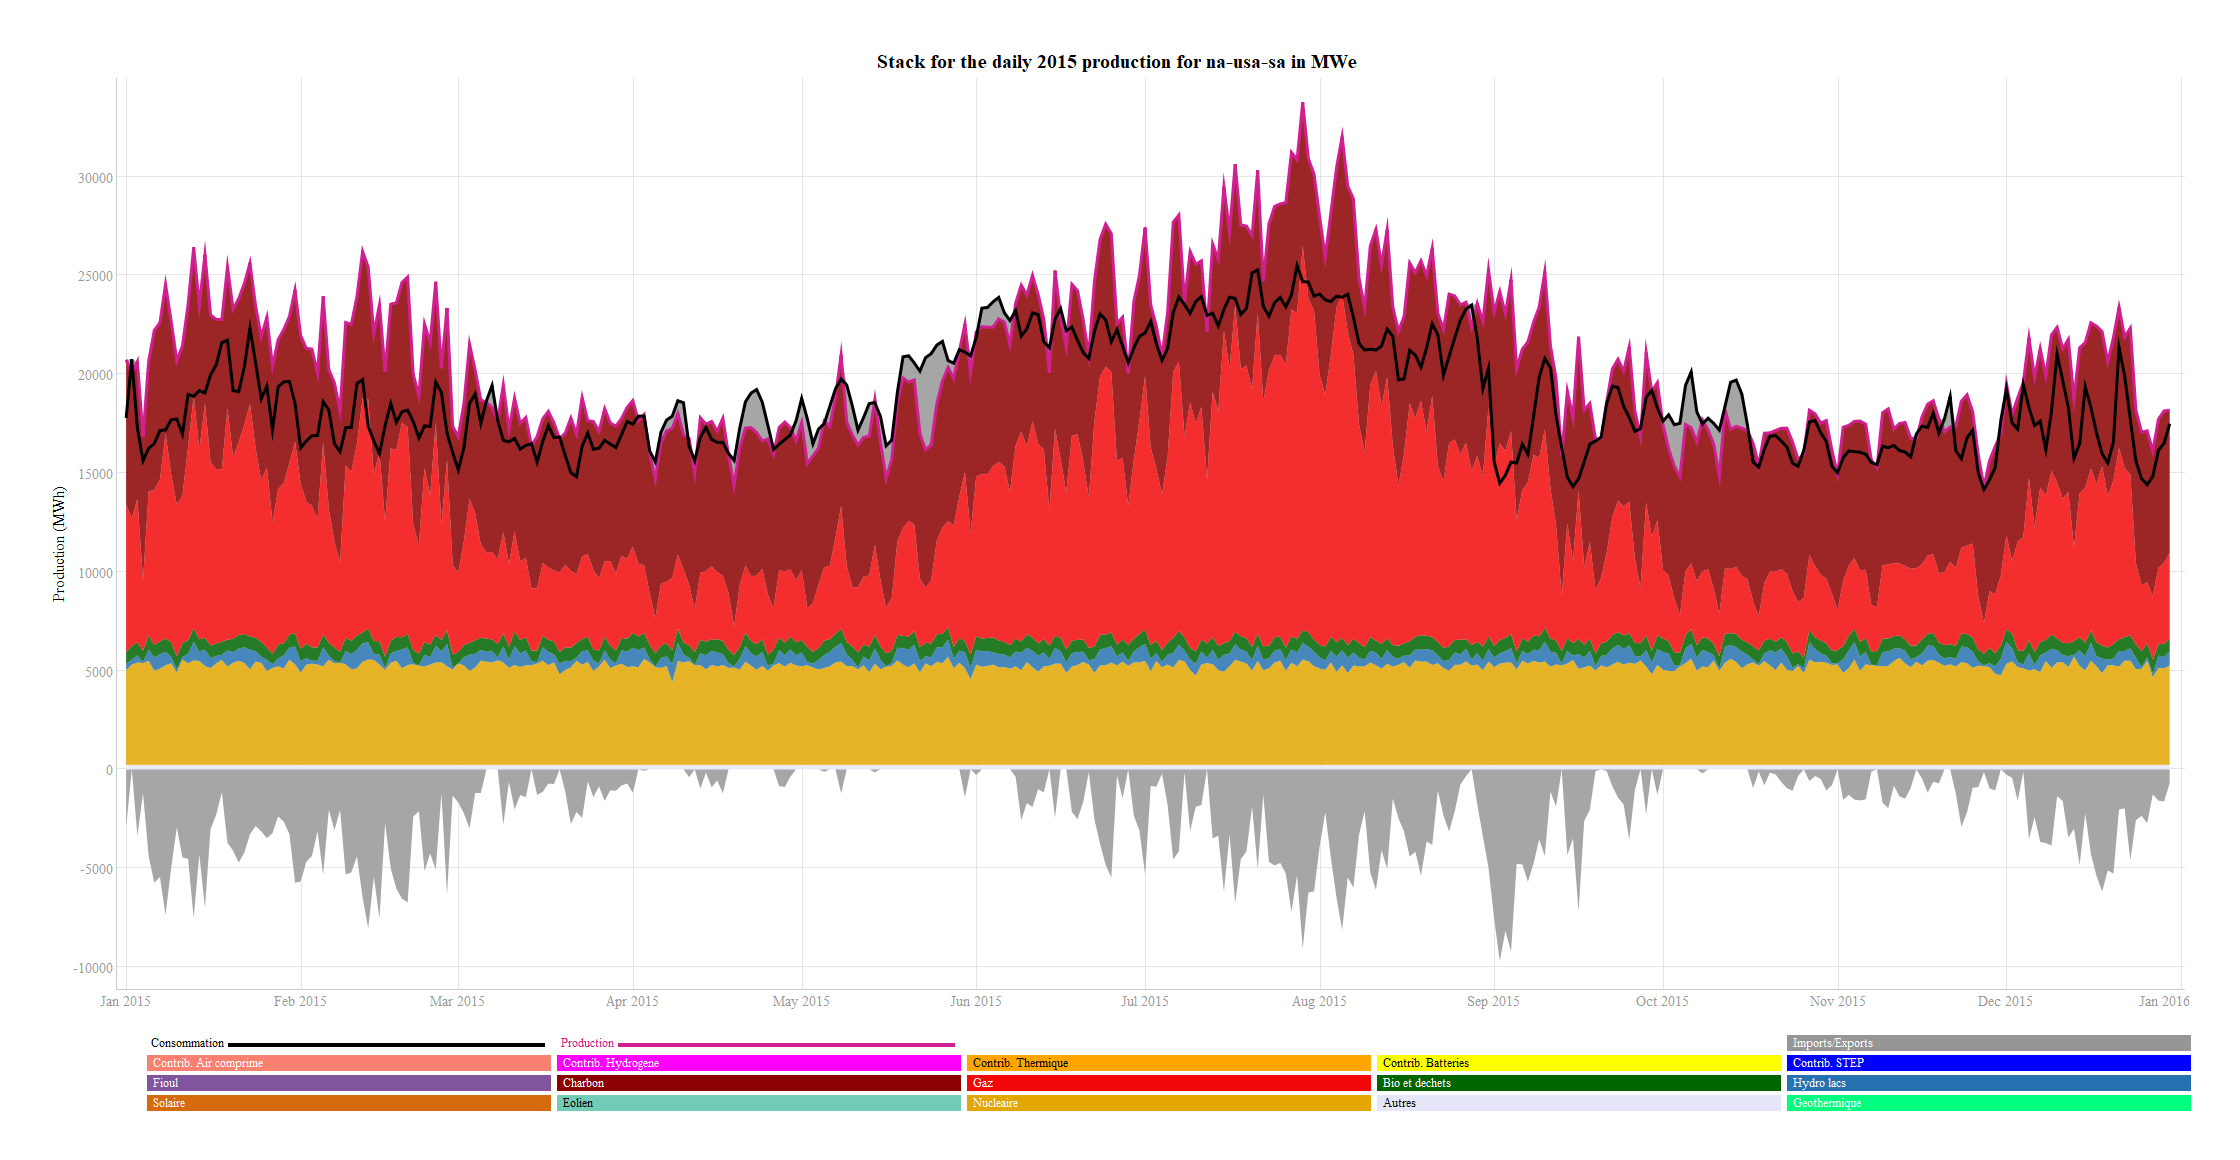 Stack for the daily 2015 production for na-usa-sa in MWe
Production (MWh)
30000
25000
20000
15000
10000
5000
0
-5000
-10000
Jan 2015 Feb 2015 Mar 2015 Apr 2015 May 2015 Jun 2015 Jul 2015 Aug 2015 Sep 2015 Oct 2015 Nov 2015 Dec 2015 Jan 2016
Consommation Production Imports/Exports
Contrib. Air comprime Contrib. Hydrogene Contrib. Thermique Contrib. Batteries Contrib. STEP
Fioul Charbon Gaz Bio et dechets Hydro lacs
Solaire Eolien Nucleaire Autres Geothermique